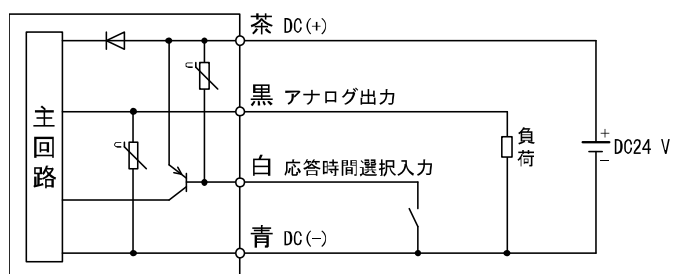 茶 DC(+)
主回路
黒 アナログ出力
負荷
+
DC24 V
−
白 応答時間選択入力
青 DC(−)